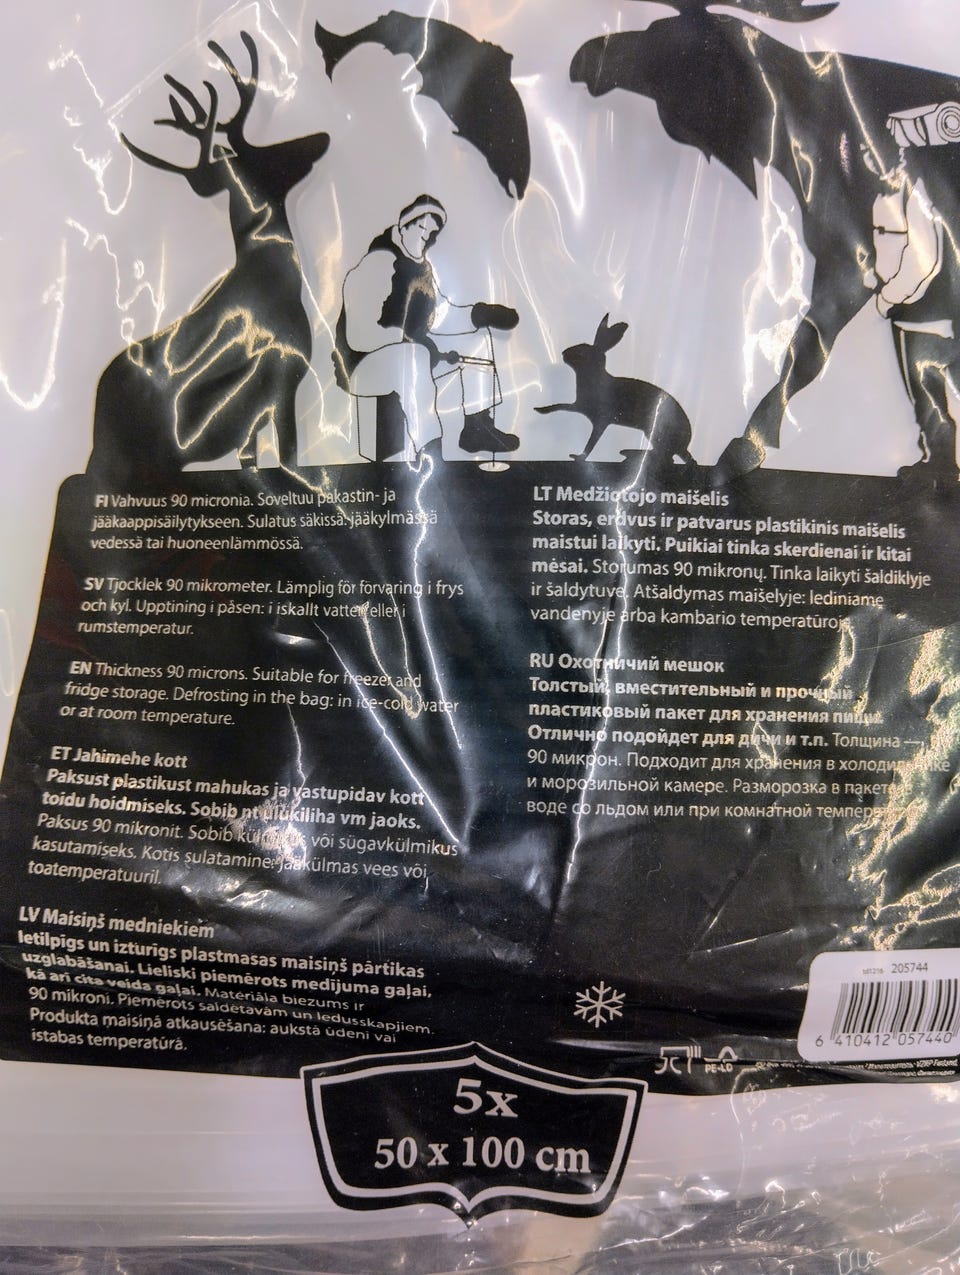 FI Vahvuus 90 micronia. Soveltuu pakastin- ja
jääkaappisäilytykseen. Sulatus säkissä: jääkylmässä
vedessä tai huoneenlämmössä.
SV Tjocklek 90 mikrometer. Lämplig för förvaring i frys
och kyl. Upptining i påsen: i iskallt vatten eller i
rumstemperatur.
EN Thickness 90 microns. Suitable for freezer and
fridge storage. Defrosting in the bag: in ice-cold water
or at room temperature.
ET Jahimehe kott
Paksust plastikust mahukas ja vastupidav kott
toidu hoidmiseks. Sobib nt ulukiliha vm jaoks.
Paksus 90 mikronit. Sobib külmikus või sügavkülmikus
kasutamiseks. Kotis sulatamine: jääkülmas vees või
toatemperatuuril.
LV Maisiņš medniekiem
Ietilpīgs un izturīgs plastmasas maisiņš pārtikas
uzglabāšanai. Lieliski piemērots medījuma gaļai,
kā arī cita veida gaļai. Materiāla biezums ir
90 mikroni. Piemērots saldētavām un ledusskapjiem.
Produkta maisiņā atkausēšana: aukstā ūdenī vai
istabas temperatūrā.
LT Medžiotojo maišelis
Storas, erdvus ir patvarus plastikinis maišelis
maistui laikyti. Puikiai tinka skerdienai ir kitai
mėsai. Storumas 90 mikronų. Tinka laikyti šaldiklyje
ir šaldytuve. Atšaldymas maišelyje: lediniame
vandenyje arba kambario temperatūroje
RU Охотничий мешок
Толстый, вместительный и прочный
пластиковый пакет для хранения пищи.
Отлично подойдет для дичи и т.п. Толщина —
90 микрон. Подходит для хранения в холодильнике
и морозильной камере. Разморозка в пакете
воде со льдом или при комнатной
205744
6 410412 057440
PE-LD
5x
50 x 100 cm